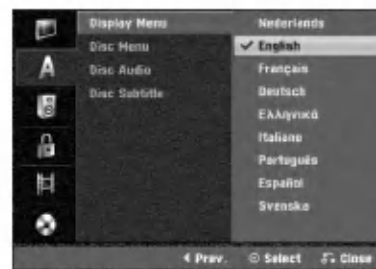 Display Menu
Disc Menu
Disc Audio
Disc Subtitle
Nederlands
✓ English
Français
Deutsch
Ελληνικά
Italiano
Português
Español
Svenska
Prev. Select Close